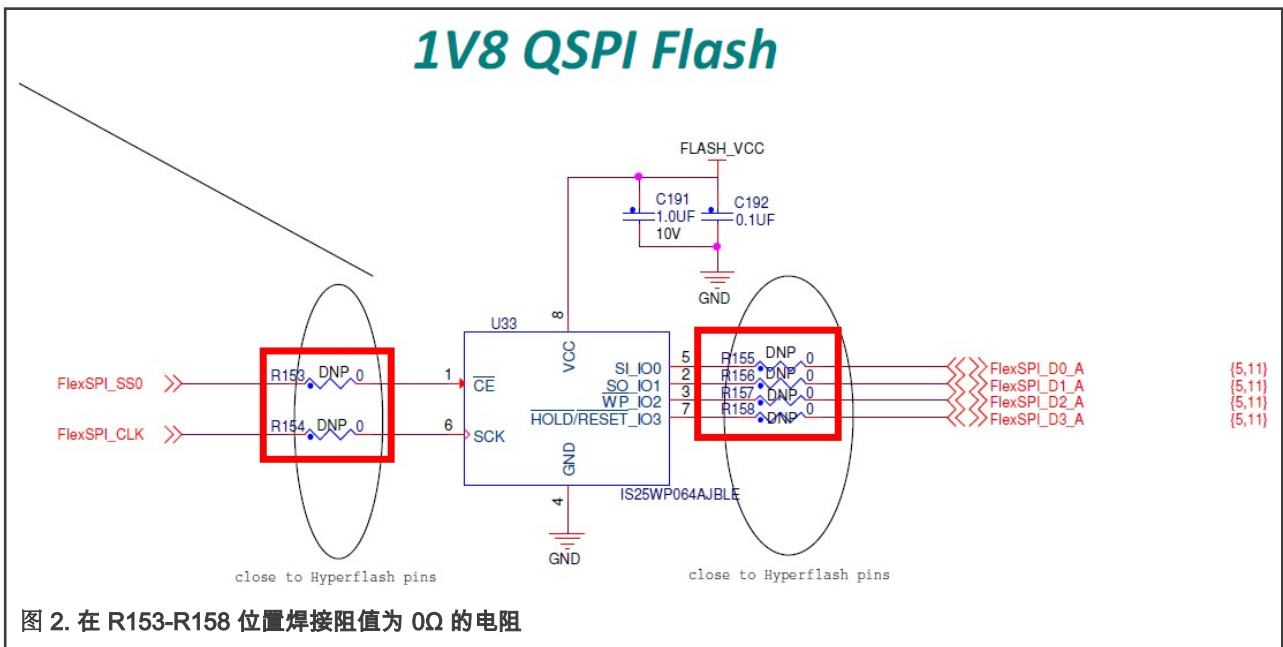 1V8 QSPI Flash
FLASH_VCC
C191
1.0UF
10V
C192
0.1UF
GND
U33
8
VCC
FlexSPI_SS0
R153 DNP 0
1
CE
FlexSPI_CLK
R154 DNP 0
6
SCK
SI_IO0
5
R155 DNP 0
FlexSPI_D0_A
{5,11}
SO_IO1
2
R156 DNP 0
FlexSPI_D1_A
{5,11}
WP_IO2
3
R157 DNP 0
FlexSPI_D2_A
{5,11}
HOLD/RESET_IO3
7
R158 DNP 0
FlexSPI_D3_A
{5,11}
GND
4
IS25WP064AJBLE
GND
close to Hyperflash pins
close to Hyperflash pins
图 2. 在 R153-R158 位置焊接阻值为 0Ω 的电阻